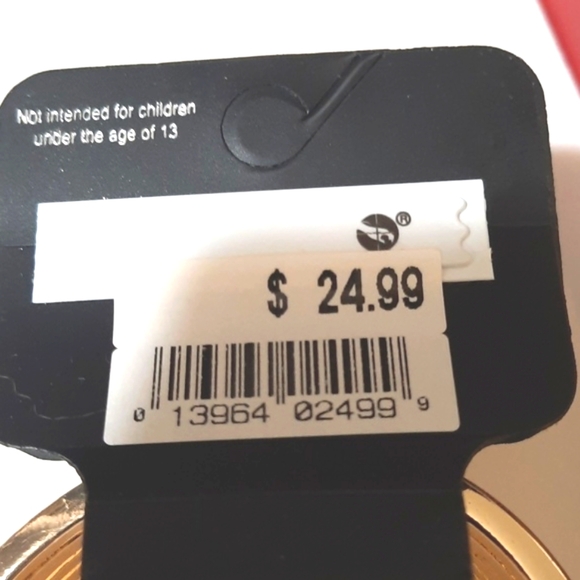 Not intended for children
under the age of 13
®
$ 24.99
0 13964 02499 9